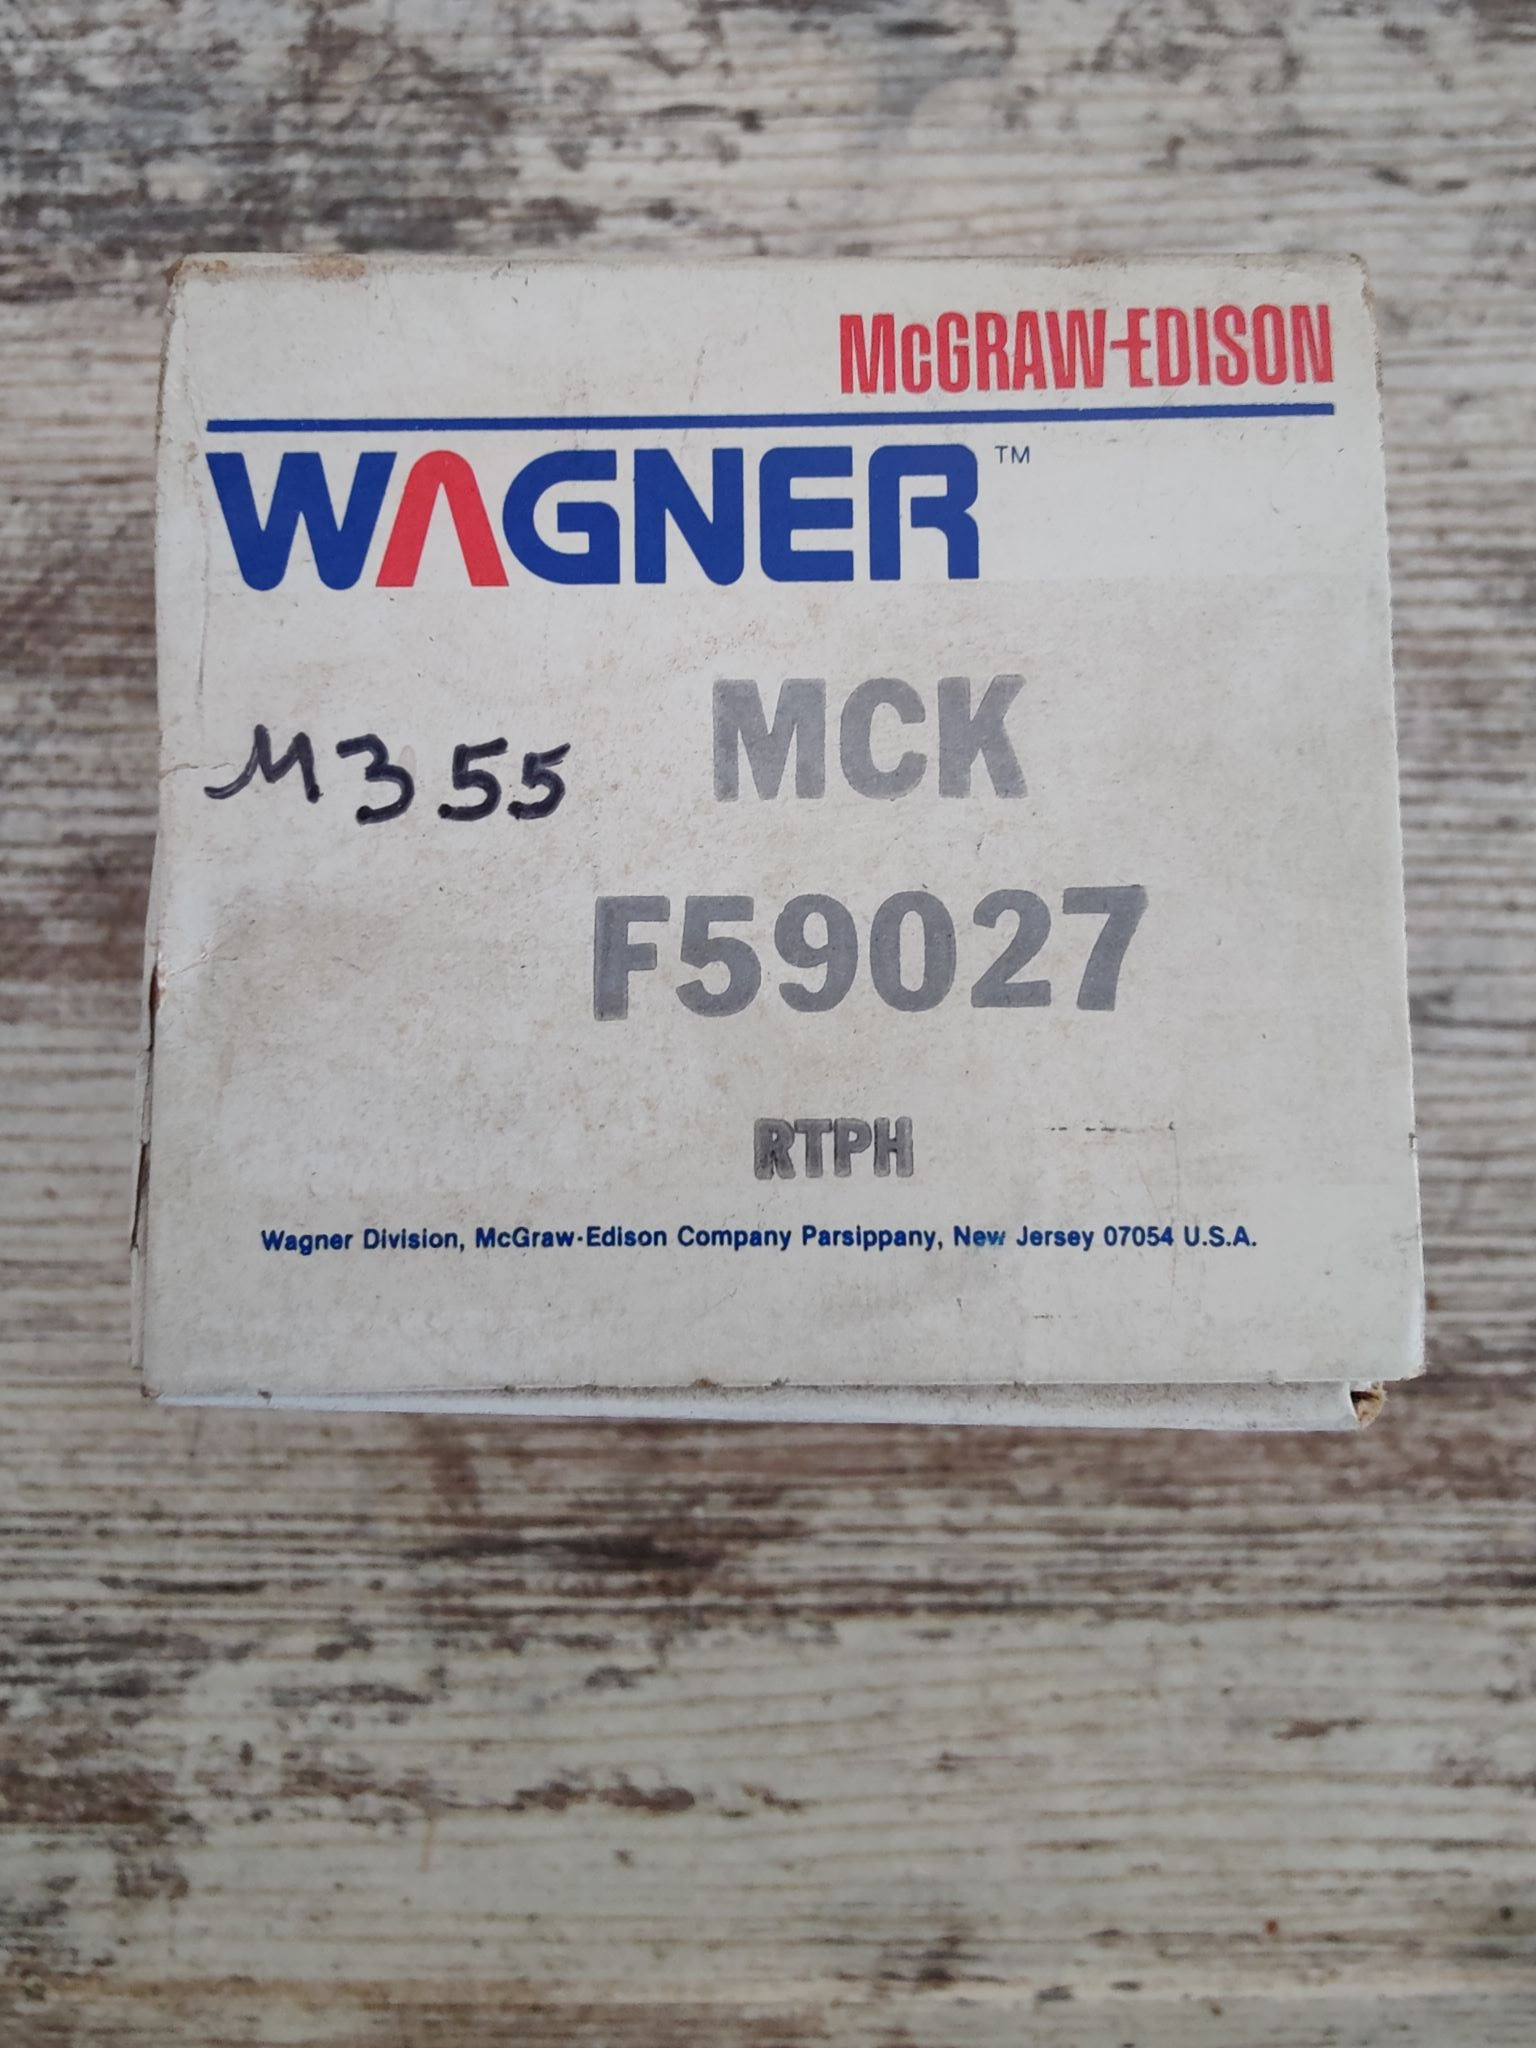 McGRAW-EDISON
WAGNER™
M355 MCK
F59027
RTPH
Wagner Division, McGraw-Edison Company Parsippany, New Jersey 07054 U.S.A.